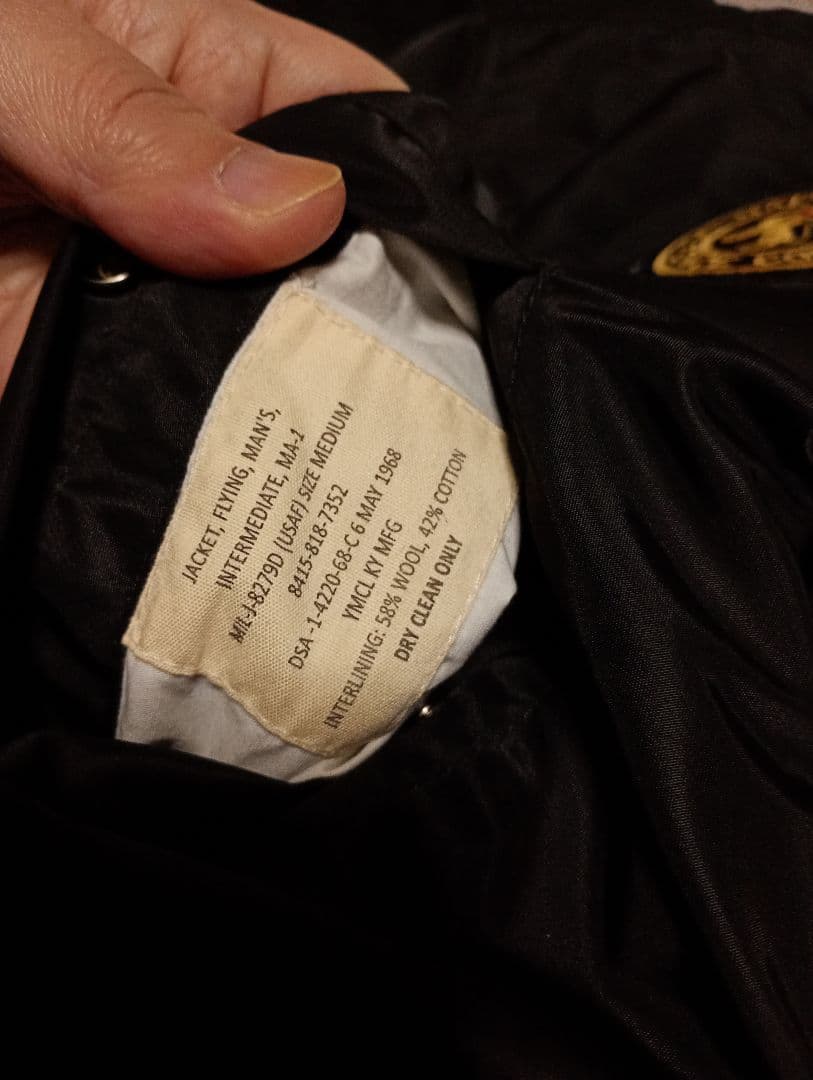 JACKET, FLYING, MAN'S,
INTERMEDIATE, MA-1
MIL-J-8279D (USAF) SIZE MEDIUM
8415-818-7352
DSA-1-4220-68-C 6 MAY 1968
YMCL KY MFG
INTERLINING: 58% WOOL, 42% COTTON
DRY CLEAN ONLY